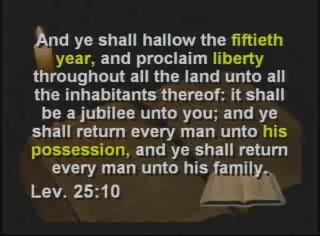 And ye shall hallow the fiftieth
year, and proclaim liberty
throughout all the land unto all
the inhabitants thereof: it shall
be a jubilee unto you; and ye
shall return every man unto his
possession, and ye shall return
every man unto his family.
Lev. 25:10